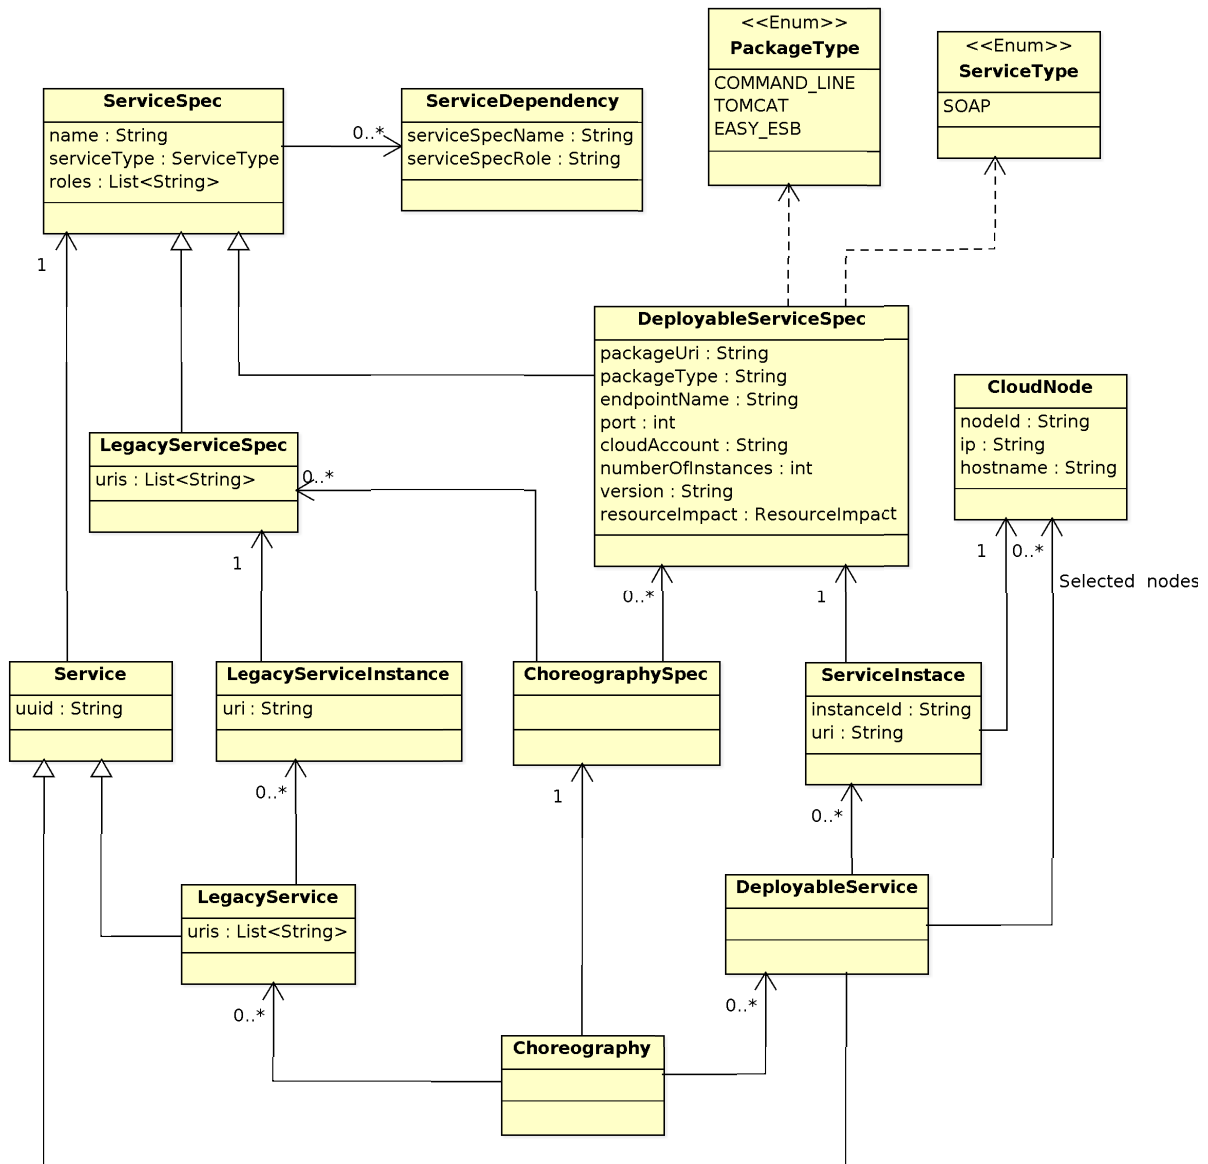 <<Enum>>
PackageType
COMMAND_LINE
TOMCAT
EASY_ESB
<<Enum>>
ServiceType
SOAP
ServiceSpec
name : String
serviceType : ServiceType
roles : List<String>
0..*
ServiceDependency
serviceSpecName : String
serviceSpecRole : String
1
DeployableServiceSpec
packageUri : String
packageType : String
endpointName : String
port : int
cloudAccount : String
numberOfInstances : int
version : String
resourceImpact : ResourceImpact
CloudNode
nodeId : String
ip : String
hostname : String
LegacyServiceSpec
uris : List<String>
0..*
1
0..*
1
1
0..*
Selected nodes
Service
uuid : String
LegacyServiceInstance
uri : String
ChoreographySpec
ServiceInstace
instanceId : String
uri : String
0..*
1
0..*
LegacyService
uris : List<String>
DeployableService
0..*
0..*
Choreography